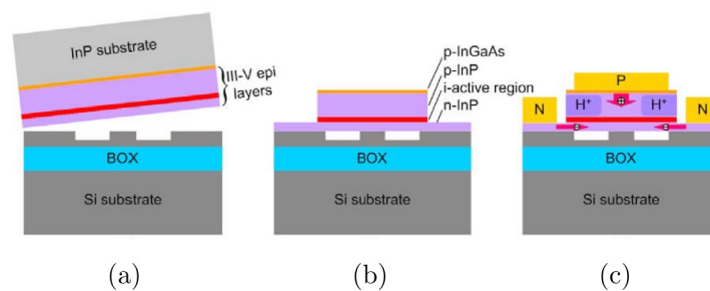 InP substrate
III-V epi
layers
BOX
Si substrate
(a)
p-InGaAs
p-InP
i-active region
n-InP
BOX
Si substrate
(b)
P
N
H+
H+
N
BOX
Si substrate
(c)